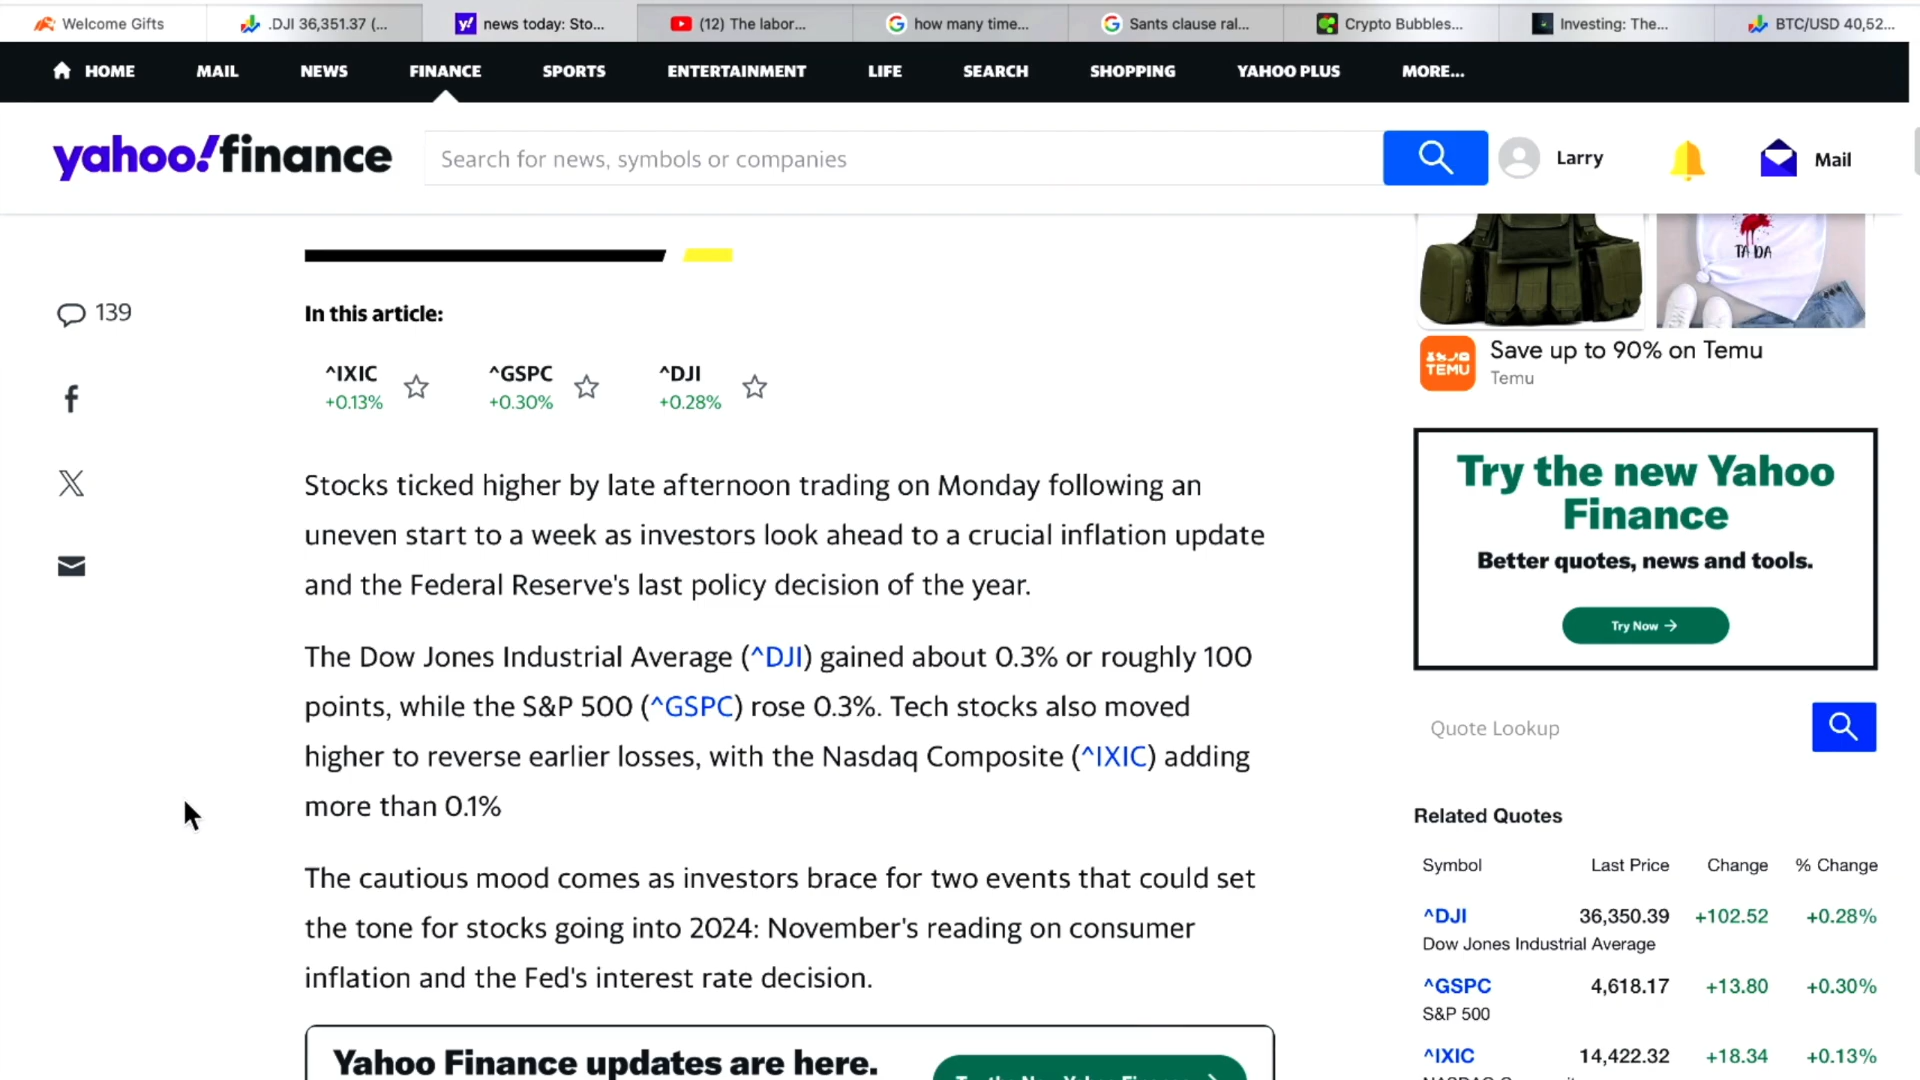 Welcome Gifts
.DJI 36,351.37 (...
news today: Sto...
(12) The labor...
how many time...
Sants clause ral...
Crypto Bubbles...
Investing: The...
BTC/USD 40,52...
HOME
MAIL
NEWS
FINANCE
SPORTS
ENTERTAINMENT
LIFE
SEARCH
SHOPPING
YAHOO PLUS
MORE...
yahoo!finance
Search for news, symbols or companies
Larry
Mail
139
In this article:
^IXIC
+0.13%
^GSPC
+0.30%
^DJI
+0.28%
Stocks ticked higher by late afternoon trading on Monday following an
uneven start to a week as investors look ahead to a crucial inflation update
and the Federal Reserve's last policy decision of the year.
The Dow Jones Industrial Average (^DJI) gained about 0.3% or roughly 100
points, while the S&P 500 (^GSPC) rose 0.3%. Tech stocks also moved
higher to reverse earlier losses, with the Nasdaq Composite (^IXIC) adding
more than 0.1%
The cautious mood comes as investors brace for two events that could set
the tone for stocks going into 2024: November's reading on consumer
inflation and the Fed's interest rate decision.
Yahoo Finance updates are here.
TA DA
TEMU
Save up to 90% on Temu
Temu
Try the new Yahoo
Finance
Better quotes, news and tools.
Try Now →
Quote Lookup
Related Quotes
Symbol Last Price Change % Change
^DJI 36,350.39 +102.52 +0.28%
Dow Jones Industrial Average
^GSPC 4,618.17 +13.80 +0.30%
S&P 500
^IXIC 14,422.32 +18.34 +0.13%